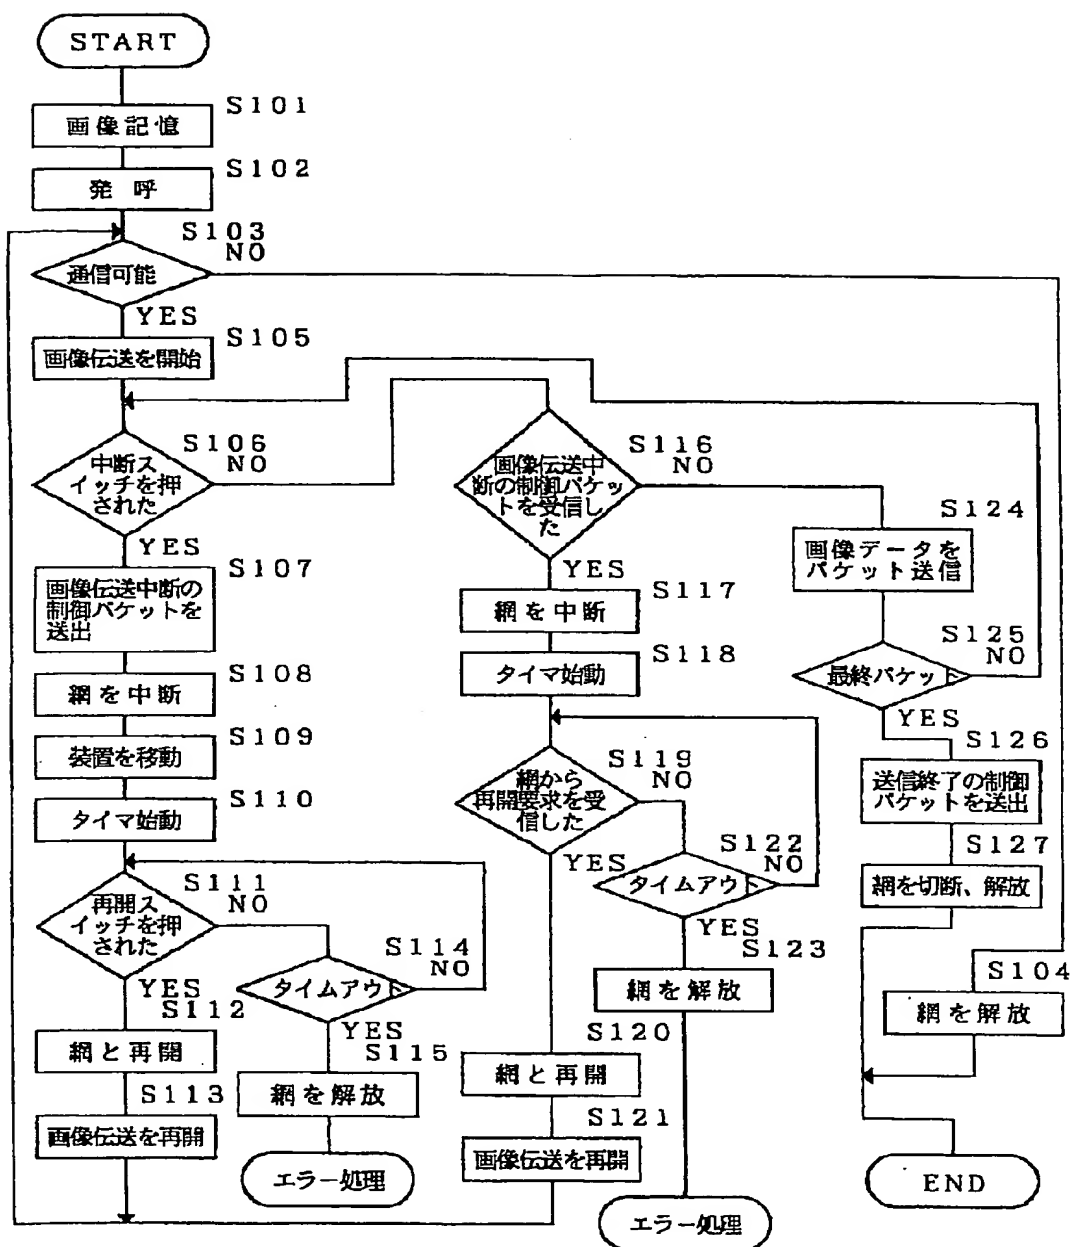 START
S101
画像記憶
S102
発 呼
S103
NO
通信可能
YES
S105
画像伝送を開始
S106
NO
中断ス
イッチを押
された
YES
S107
画像伝送中断の
制御パケットを
送出
S108
網を中断
S109
装置を移動
S110
タイマ始動
S111
NO
再開ス
イッチを押
された
YES
S112
網と再開
S113
画像伝送を再開
S114
NO
タイムアウト
YES
S115
網を解放
エラー処理
S116
NO
画像伝送中
断の制御パケッ
トを受信し
た
YES
S117
網を中断
S118
タイマ始動
S119
NO
網から
再開要求を受
信した
YES
S120
網と再開
S121
画像伝送を再開
S122
NO
タイムアウト
YES
S123
網を解放
エラー処理
S124
画像データを
パケット送信
S125
NO
最終パケット
YES
S126
送信終了の制御
パケットを送出
S127
網を切断、解放
S104
網を解放
END